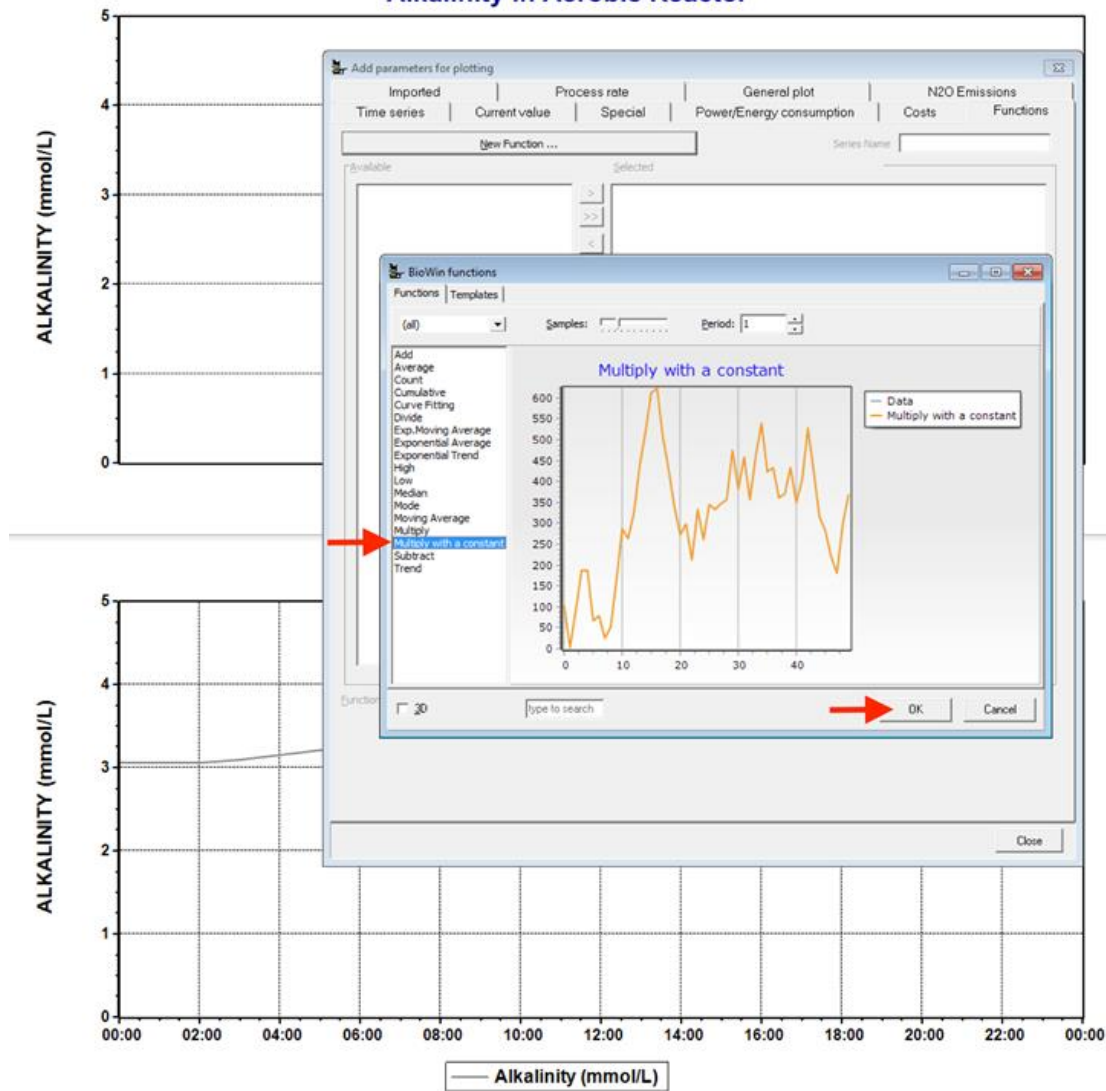 Alkalinity in Aerobic Reactor
5
4
3
2
1
0
ALKALINITY (mmol/L)
Add parameters for plotting
Imported Process rate General plot N2O Emissions
Time series Current value Special Power/Energy consumption Costs Functions
New Function ... Series Name
Available Selected
>
>>
<
BioWin functions
Functions Templates
(all) Samples: Period: 1
Add
Average
Count
Cumulative
Curve Fitting
Divide
Exp.Moving Average
Exponential Average
Exponential Trend
High
Low
Median
Mode
Moving Average
Multiply
Multiply with a constant
Subtract
Trend
Multiply with a constant
600
550
500
450
400
350
300
250
200
150
100
50
0
0 10 20 30 40
Data
Multiply with a constant
Function
3D type to search OK Cancel
Close
5
4
3
2
1
0
ALKALINITY (mmol/L)
00:00 02:00 04:00 06:00 08:00 10:00 12:00 14:00 16:00 18:00 20:00 22:00 00:00
Alkalinity (mmol/L)